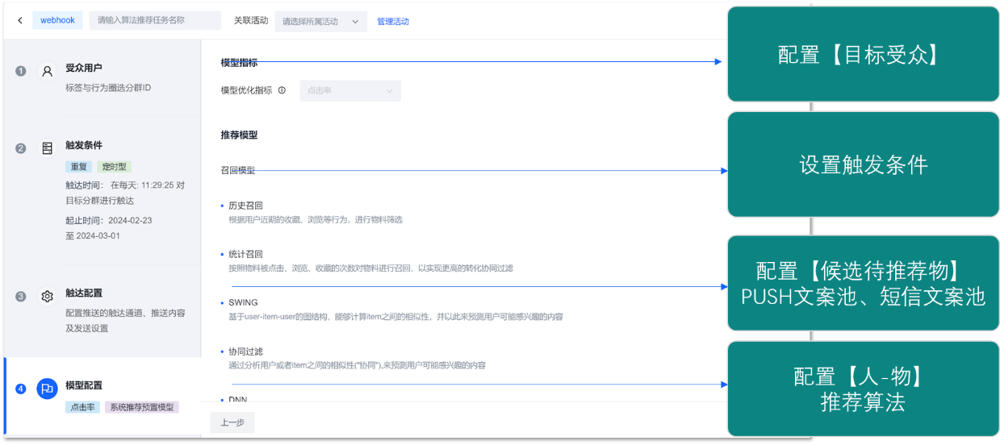 webhook
请输入算法推荐任务名称
关联活动
请选择所属活动
管理活动
1
受众用户
标签与行为圈选分群ID
2
触发条件
重复
定时型
触达时间： 在每天: 11:29:25 对
目标分群进行触达
起止时间：2024-02-23
至 2024-03-01
3
触达配置
配置推送的触达通道、推送内容
及发送设置
4
模型配置
点击率
系统推荐预置模型
模型指标
模型优化指标
点击率
推荐模型
召回模型
历史召回
根据用户近期的收藏、浏览等行为，进行物料筛选
统计召回
按照物料被点击、浏览、收藏的次数对物料进行召回，以实现更高的转化协同过滤
SWING
基于user-item-user的图结构，能够计算item之间的相似性，并以此来预测用户可能感兴趣的内容
协同过滤
通过分析用户或者item之间的相似性("协同"),来预测用户可能感兴趣的内容
DNN
上一步
配置【目标受众】
设置触发条件
配置【候选待推荐物】
PUSH文案池、短信文案池
配置【人-物】
推荐算法